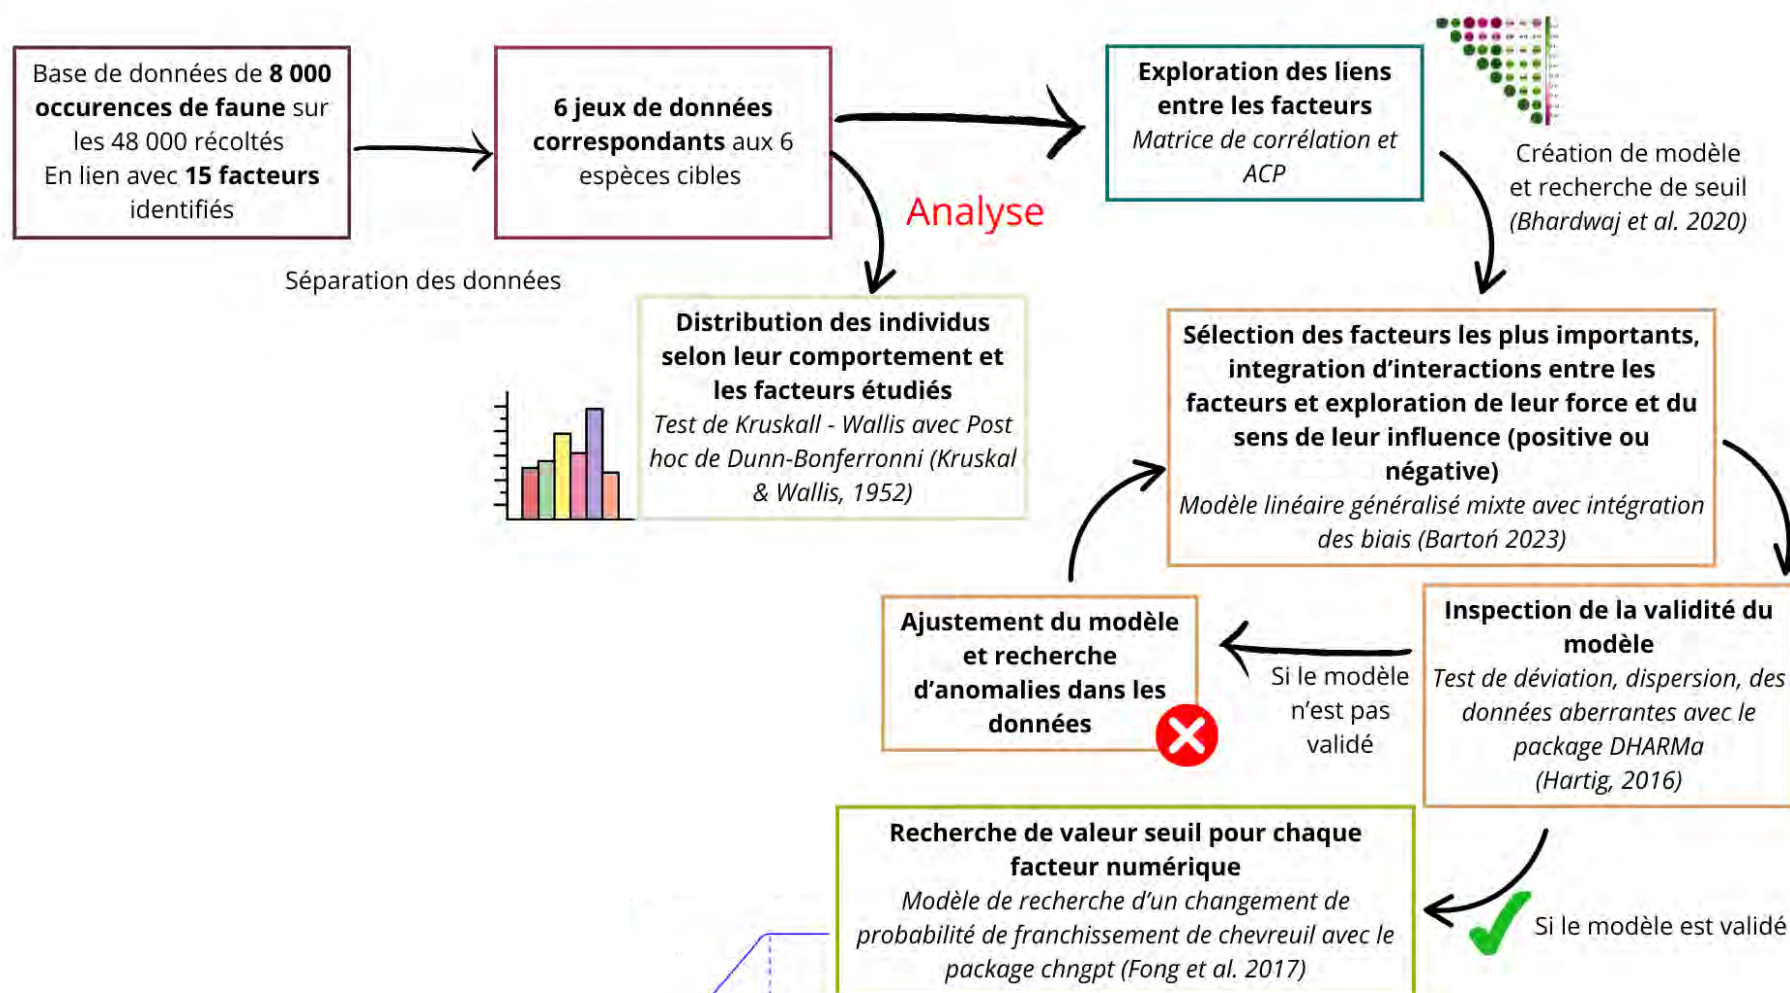 Base de données de 8 000
occurences de faune sur
les 48 000 récoltés
En lien avec 15 facteurs
identifiés
6 jeux de données
correspondants aux 6
espèces cibles
Exploration des liens
entre les facteurs
Matrice de corrélation et
ACP
Création de modèle
et recherche de seuil
(Bhardwaj et al. 2020)
Analyse
Séparation des données
Distribution des individus
selon leur comportement et
les facteurs étudiés
Test de Kruskall - Wallis avec Post
hoc de Dunn-Bonferronni (Kruskal
& Wallis, 1952)
Sélection des facteurs les plus importants,
integration d’interactions entre les
facteurs et exploration de leur force et du
sens de leur influence (positive ou
négative)
Modèle linéaire généralisé mixte avec intégration
des biais (Bartoń 2023)
Ajustement du modèle
et recherche
d’anomalies dans les
données
Si le modèle
n’est pas
validé
Inspection de la validité du
modèle
Test de déviation, dispersion, des
données aberrantes avec le
package DHARMa
(Hartig, 2016)
Recherche de valeur seuil pour chaque
facteur numérique
Modèle de recherche d’un changement de
probabilité de franchissement de chevreuil avec le
package chngpt (Fong et al. 2017)
Si le modèle est validé